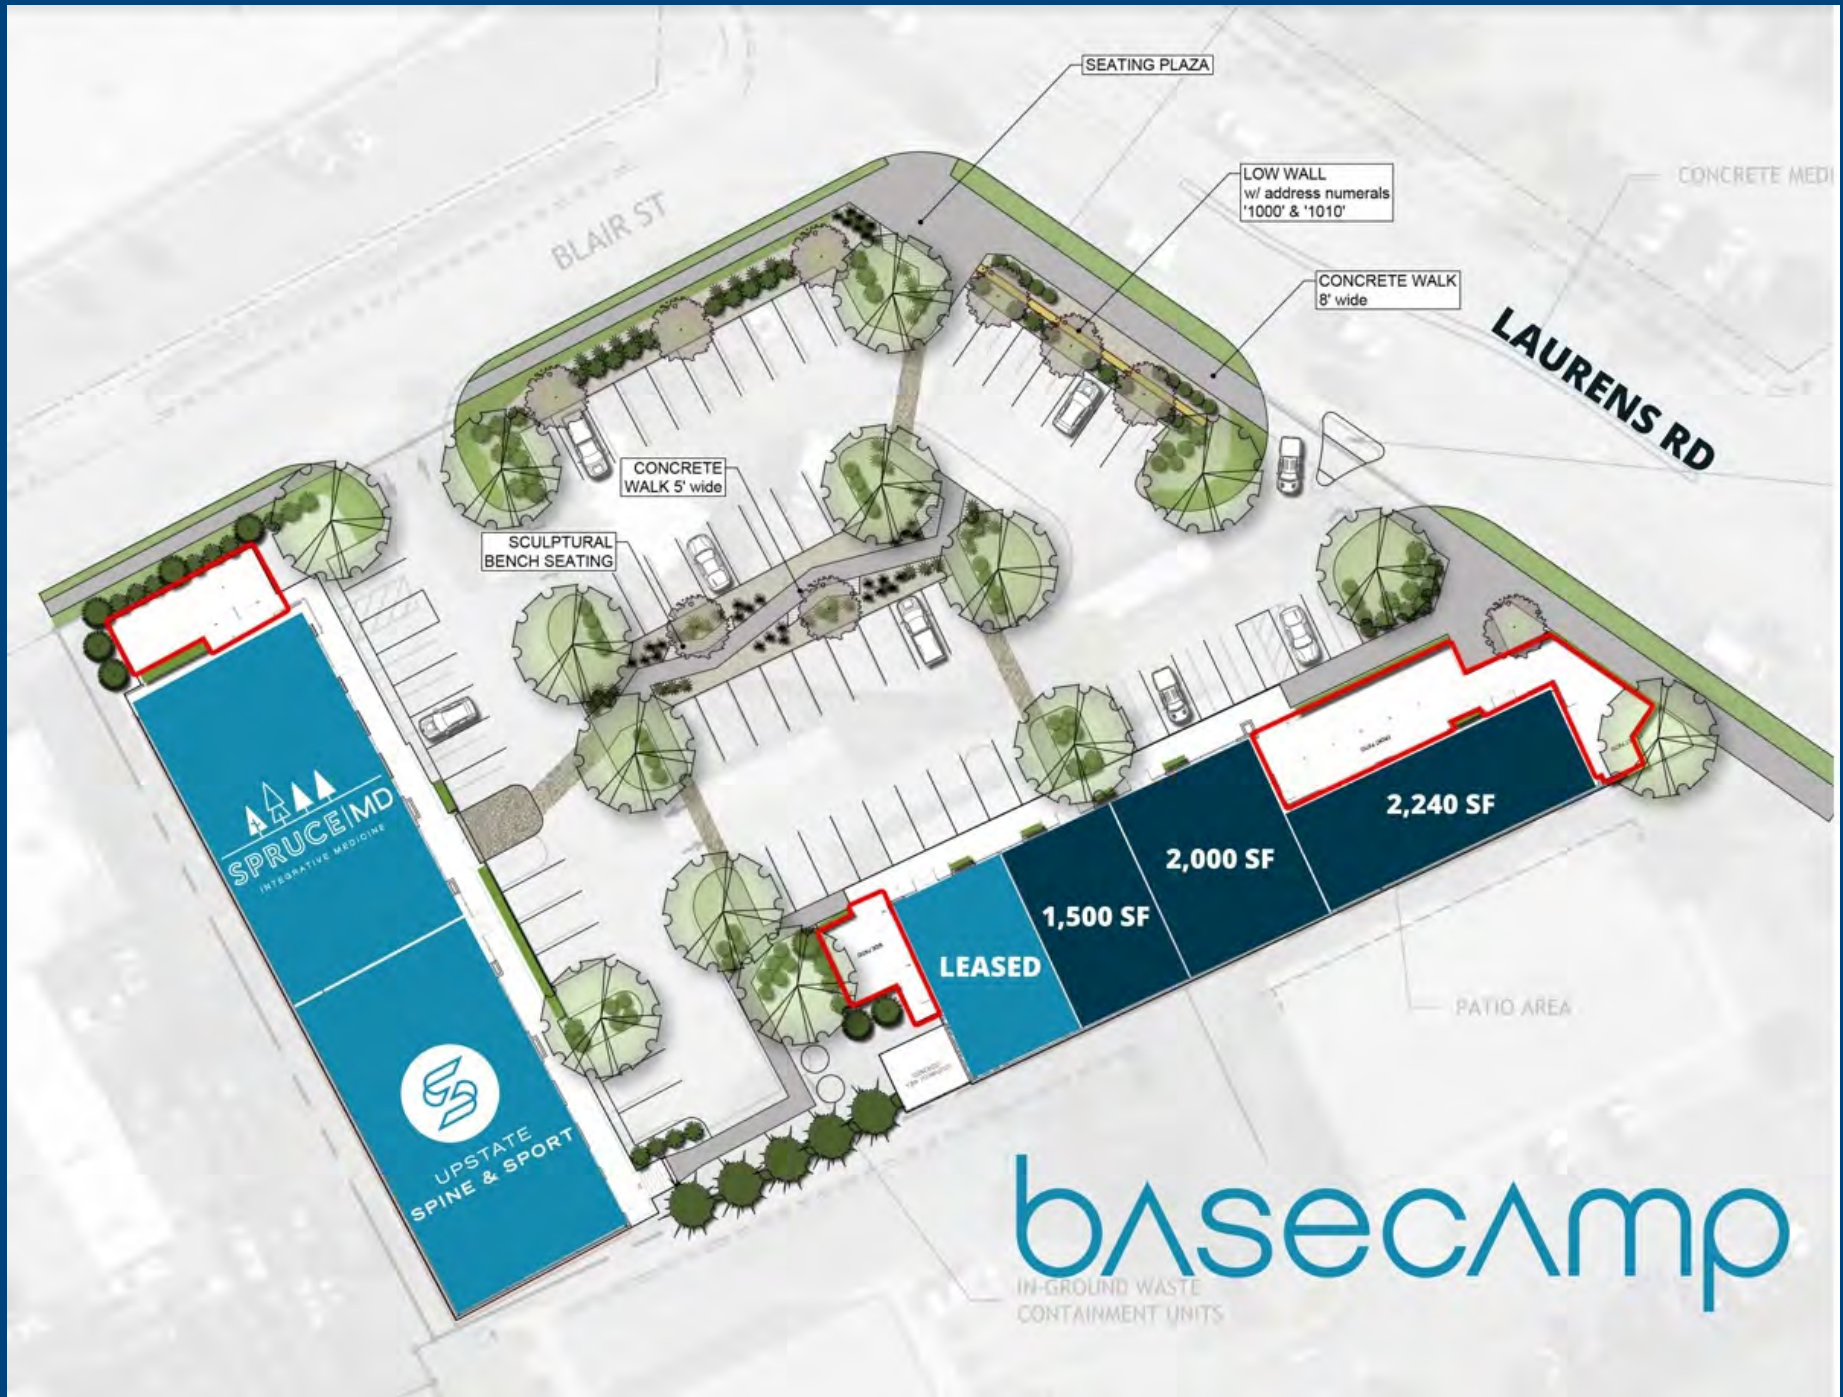 SEATING PLAZA
LOW WALL
w/ address numerals
'1000' & '1010'
CONCRETE MEDI
BLAIR ST
CONCRETE WALK
8' wide
LAURENS RD
CONCRETE
WALK 5' wide
SCULPTURAL
BENCH SEATING
SPRUCE|MD
INTEGRATIVE MEDICINE
2,240 SF
2,000 SF
1,500 SF
LEASED
PATIO AREA
UPSTATE
SPINE & SPORT
basecamp
IN-GROUND WASTE
CONTAINMENT UNITS